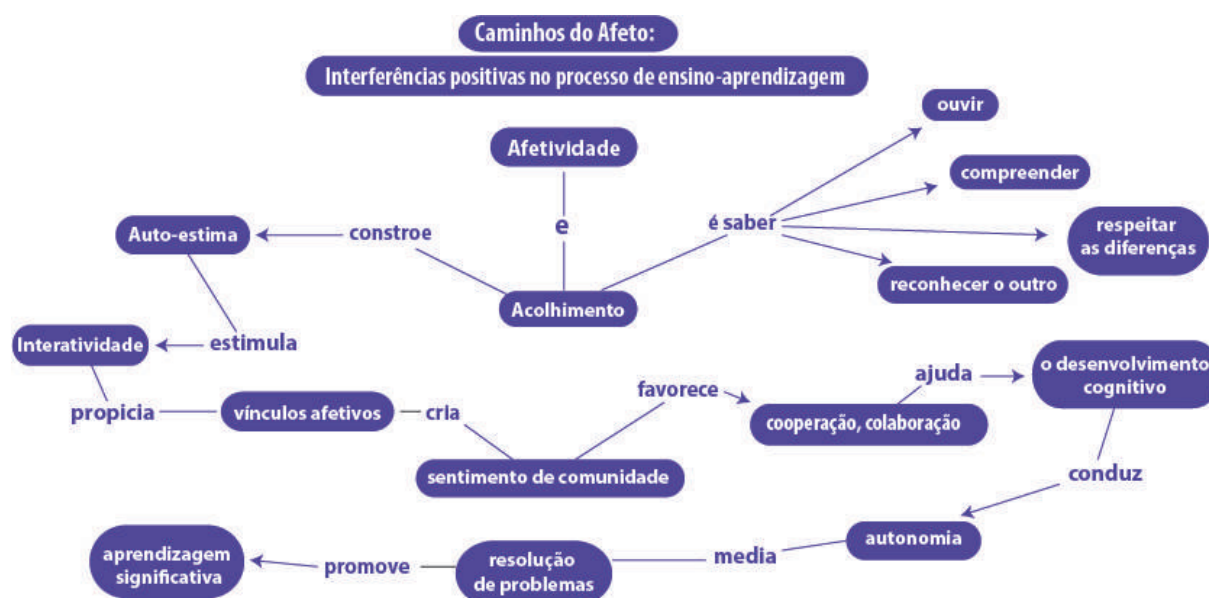 Caminhos do Afeto:
Interferências positivas no processo de ensino-aprendizagem
Afetividade
e
Acolhimento
é saber
ouvir
compreender
respeitar
as diferenças
reconhecer o outro
constroe
Auto-estima
estimula
Interatividade
propicia
vínculos afetivos
cria
sentimento de comunidade
favorece
cooperação, colaboração
ajuda
o desenvolvimento
cognitivo
conduz
autonomia
media
resolução
de problemas
promove
aprendizagem
significativa